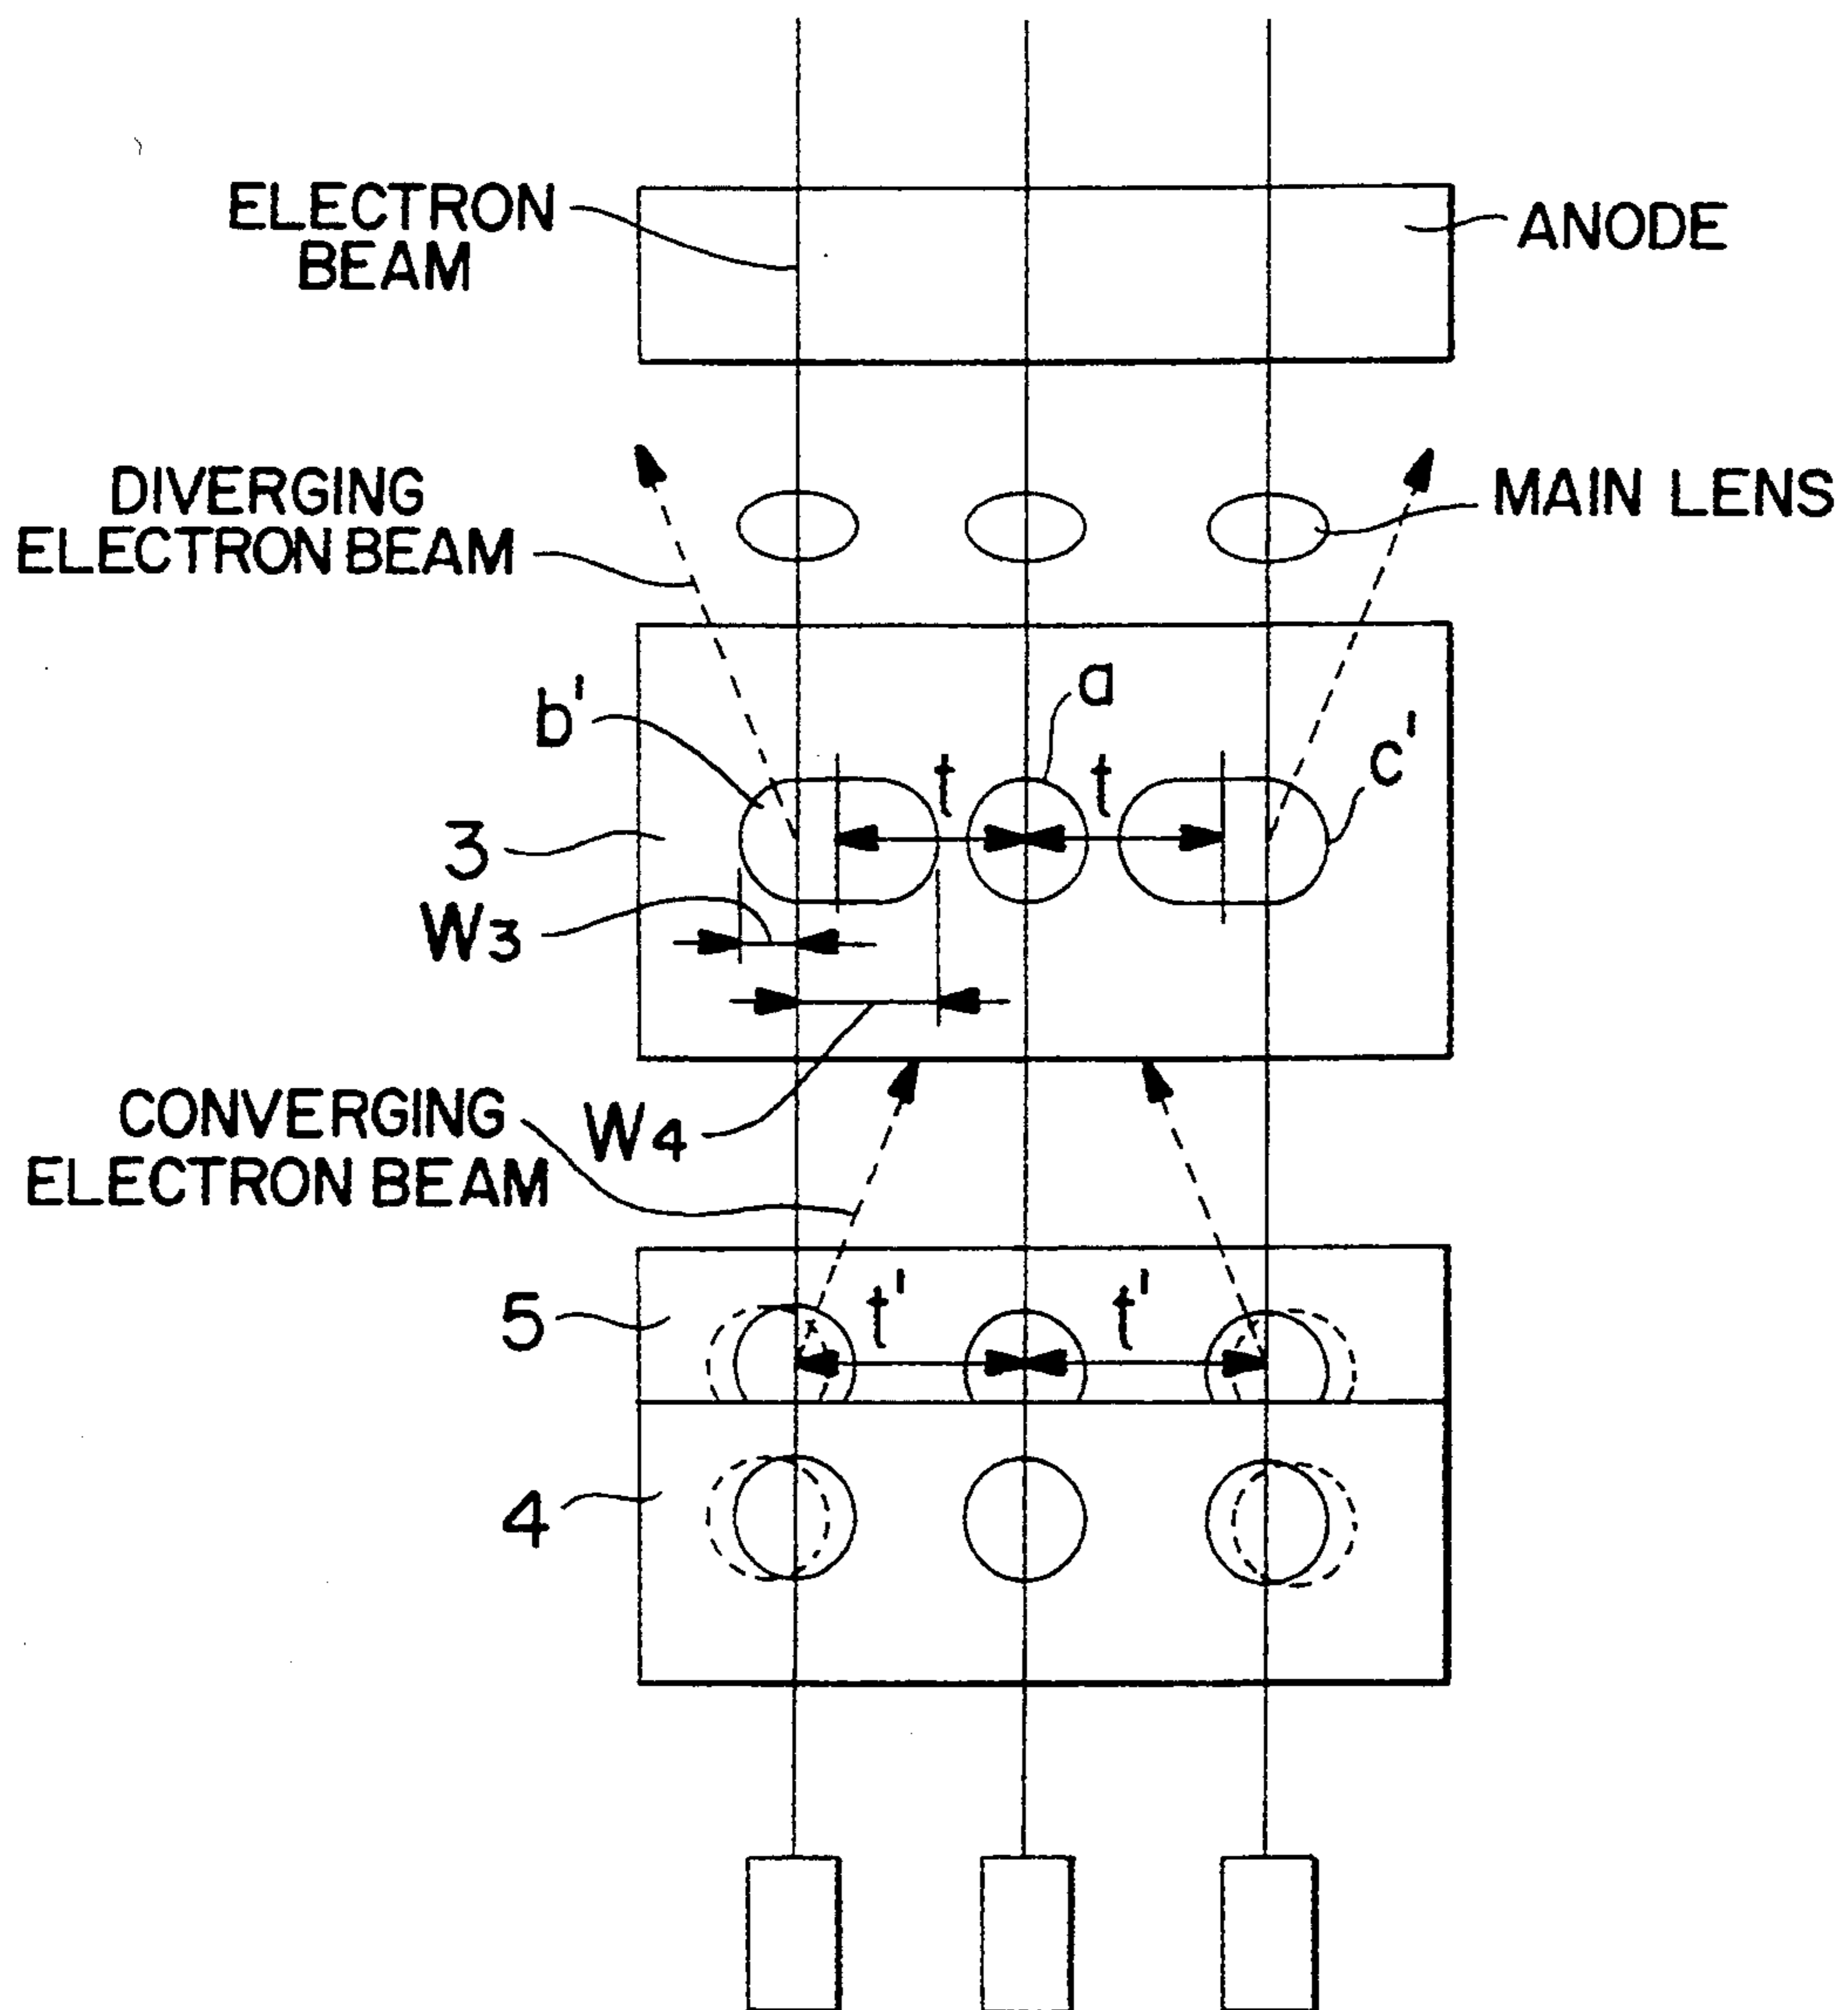 ELECTRON
BEAM
ANODE
DIVERGING
ELECTRON BEAM
MAIN LENS
b'
a
t
t
c'
3
W3
W4
CONVERGING
ELECTRON BEAM
5
t'
t'
4